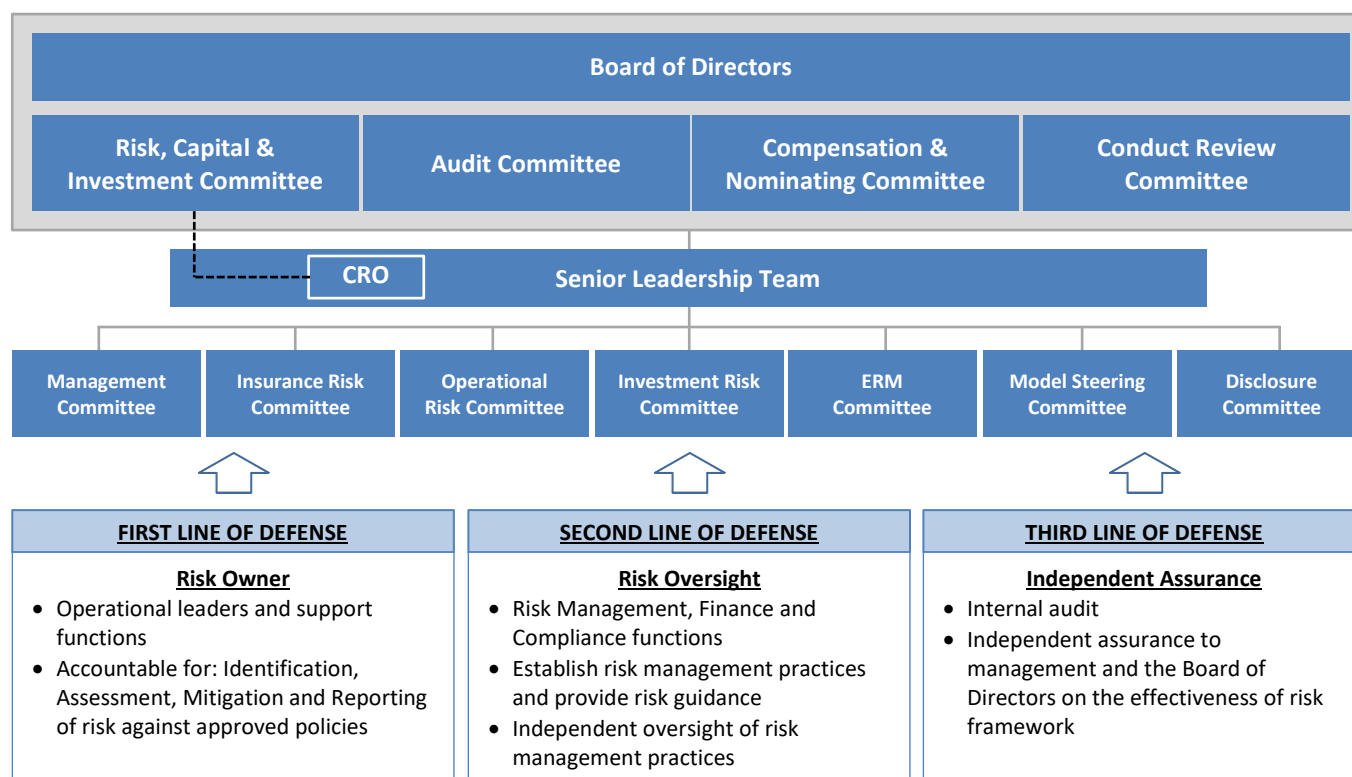 Board of Directors
Risk, Capital &
Investment Committee
Audit Committee
Compensation &
Nominating Committee
Conduct Review
Committee
CRO
Senior Leadership Team
Management
Committee
Insurance Risk
Committee
Operational
Risk Committee
Investment Risk
Committee
ERM
Committee
Model Steering
Committee
Disclosure
Committee
FIRST LINE OF DEFENSE
Risk Owner
• Operational leaders and support
functions
• Accountable for: Identification,
Assessment, Mitigation and Reporting
of risk against approved policies
SECOND LINE OF DEFENSE
Risk Oversight
• Risk Management, Finance and
Compliance functions
• Establish risk management practices
and provide risk guidance
• Independent oversight of risk
management practices
THIRD LINE OF DEFENSE
Independent Assurance
• Internal audit
• Independent assurance to
management and the Board of
Directors on the effectiveness of risk
framework